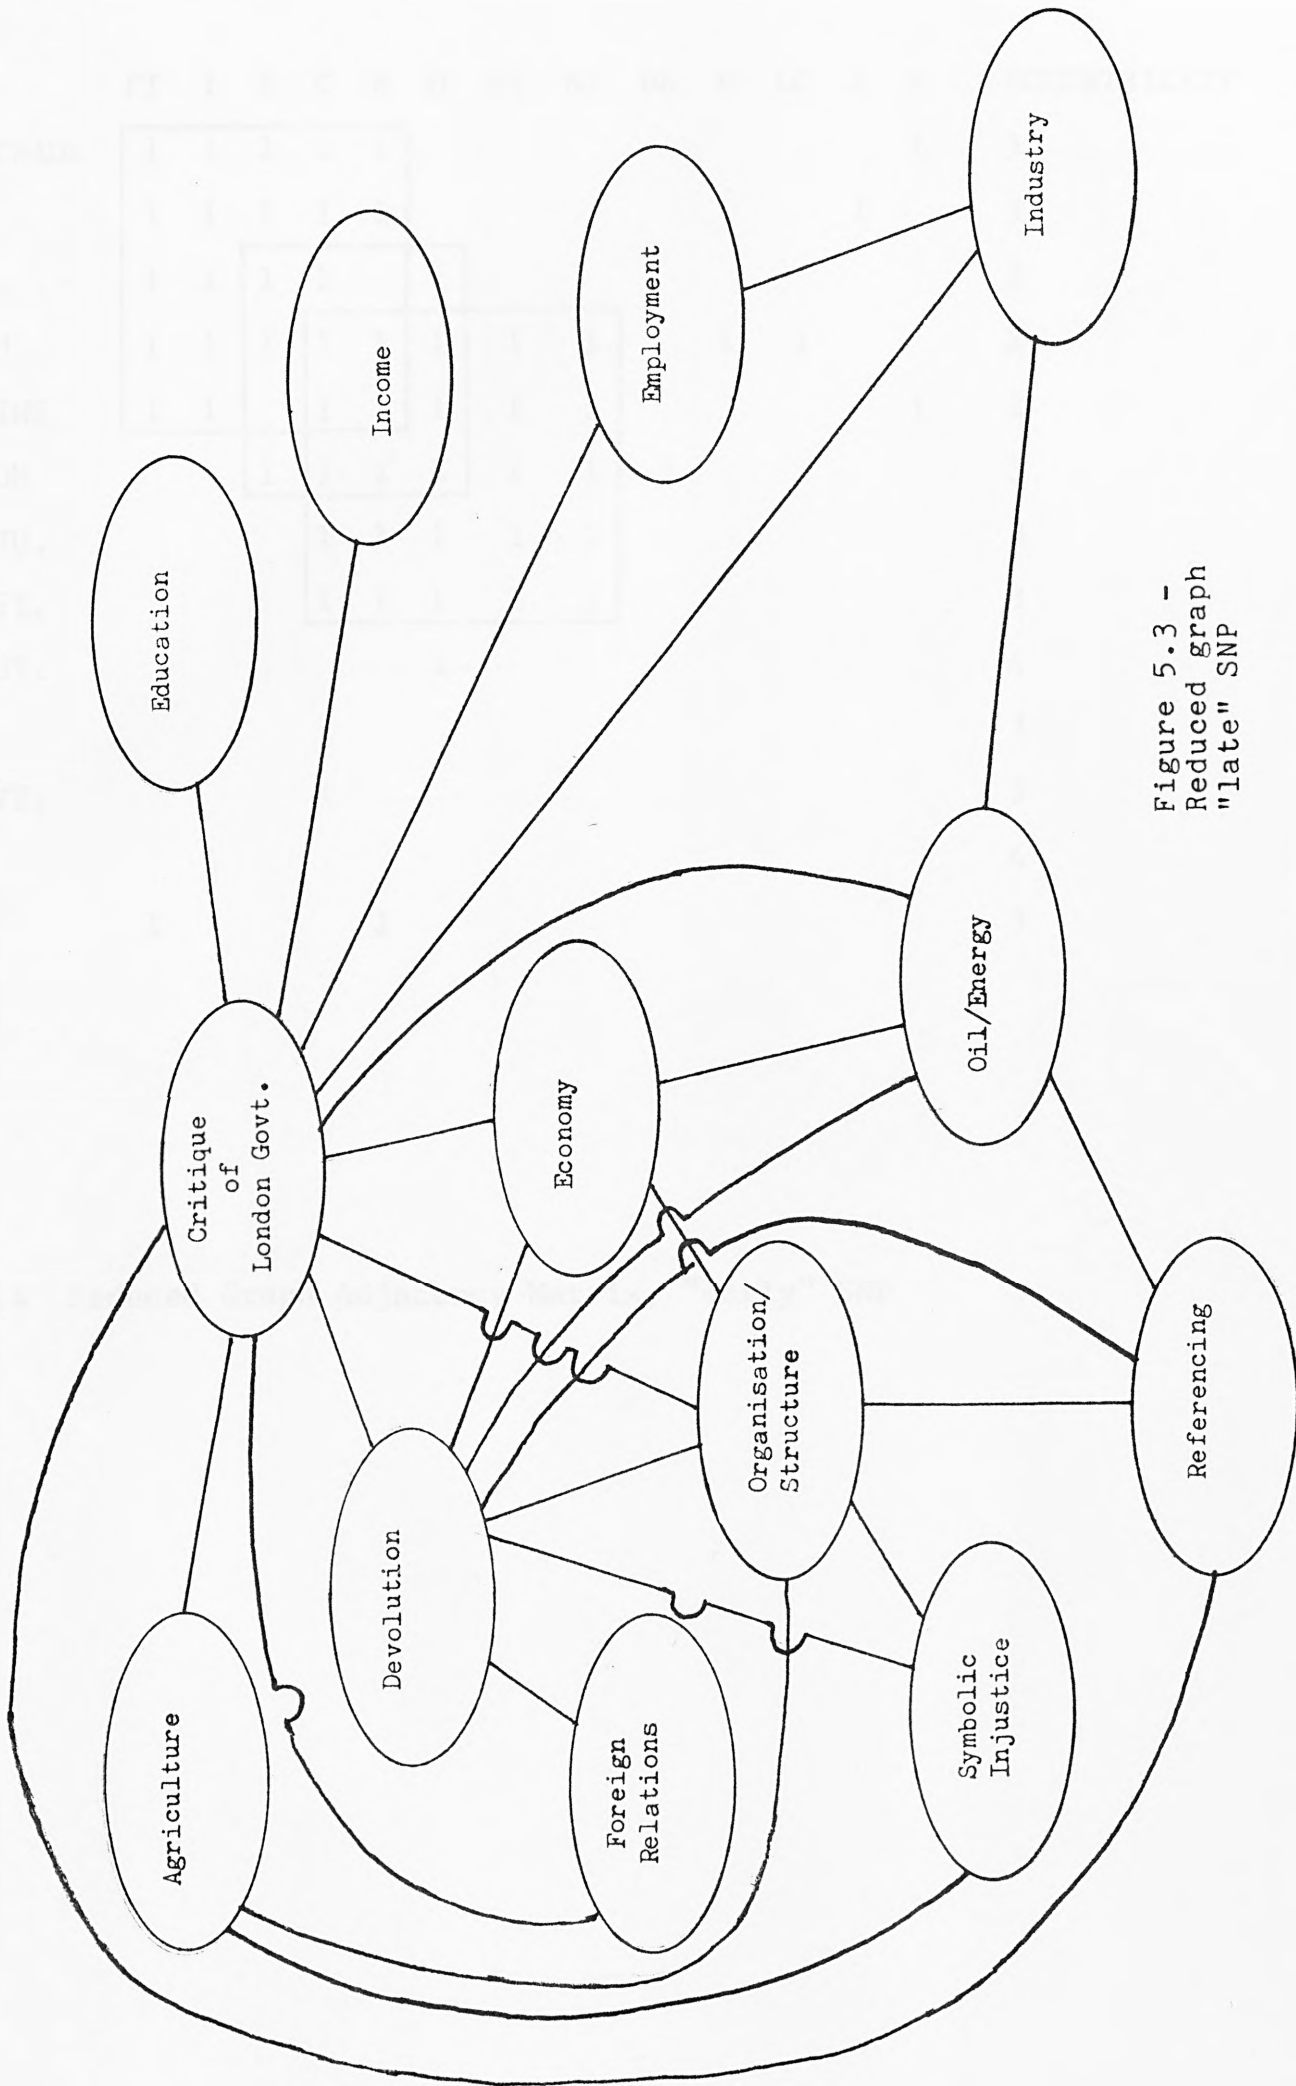 Education
Income
Employment
Industry
Critique
of
London Govt.
Economy
Oil/Energy
Agriculture
Devolution
Organisation/
Structure
Foreign
Relations
Symbolic
Injustice
Referencing
Figure 5.3 -
Reduced graph
"late" SNP